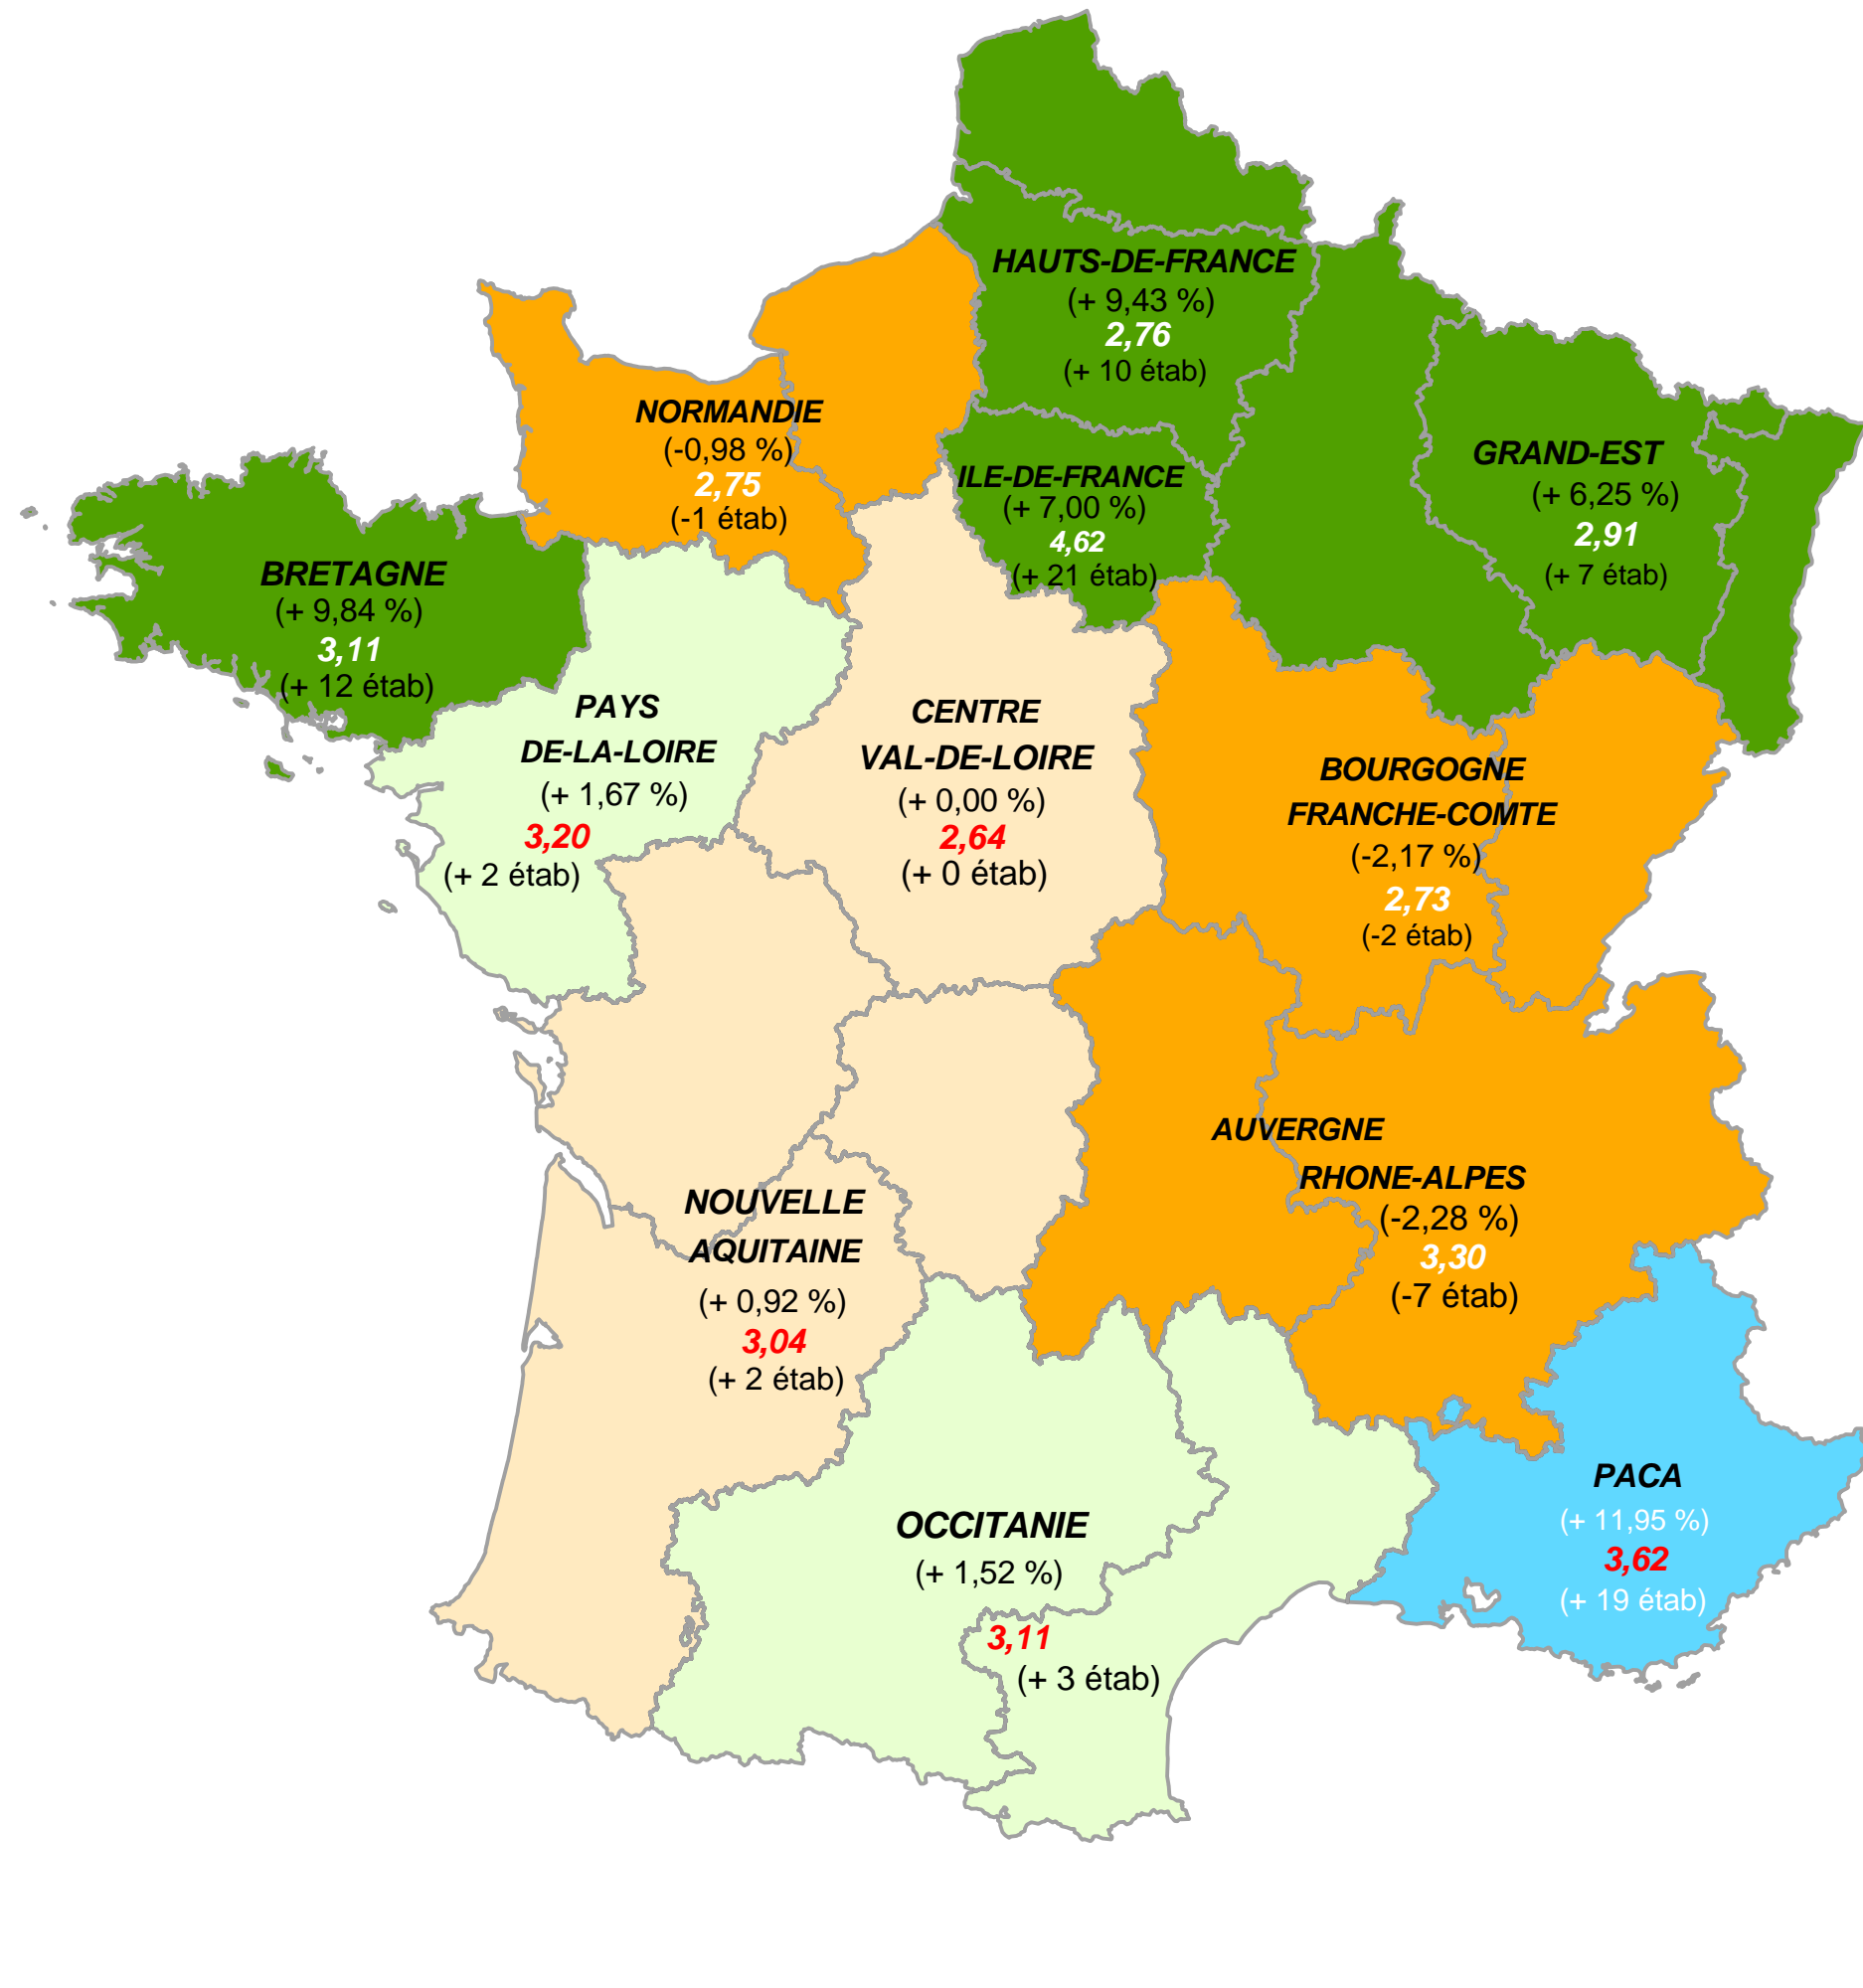 HAUTS-DE-FRANCE
(+ 9,43 %)
2,76
(+ 10 étab)
NORMANDIE
(-0,98 %)
2,75
(-1 étab)
ILE-DE-FRANCE
(+ 7,00 %)
4,62
(+ 21 étab)
GRAND-EST
(+ 6,25 %)
2,91
(+ 7 étab)
BRETAGNE
(+ 9,84 %)
3,11
(+ 12 étab)
PAYS
DE-LA-LOIRE
(+ 1,67 %)
3,20
(+ 2 étab)
CENTRE
VAL-DE-LOIRE
(+ 0,00 %)
2,64
(+ 0 étab)
BOURGOGNE
FRANCHE-COMTE
(-2,17 %)
2,73
(-2 étab)
AUVERGNE
RHONE-ALPES
(-2,28 %)
3,30
(-7 étab)
NOUVELLE
AQUITAINE
(+ 0,92 %)
3,04
(+ 2 étab)
OCCITANIE
(+ 1,52 %)
3,11
(+ 3 étab)
PACA
(+ 11,95 %)
3,62
(+ 19 étab)